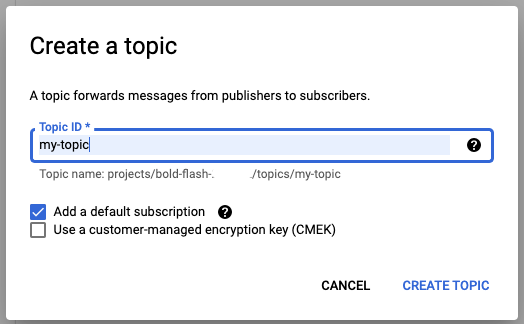 Create a topic
A topic forwards messages from publishers to subscribers.
Topic ID *
my-topic
Topic name: projects/bold-flash-. ./topics/my-topic
Add a default subscription
Use a customer-managed encryption key (CMEK)
CANCEL CREATE TOPIC